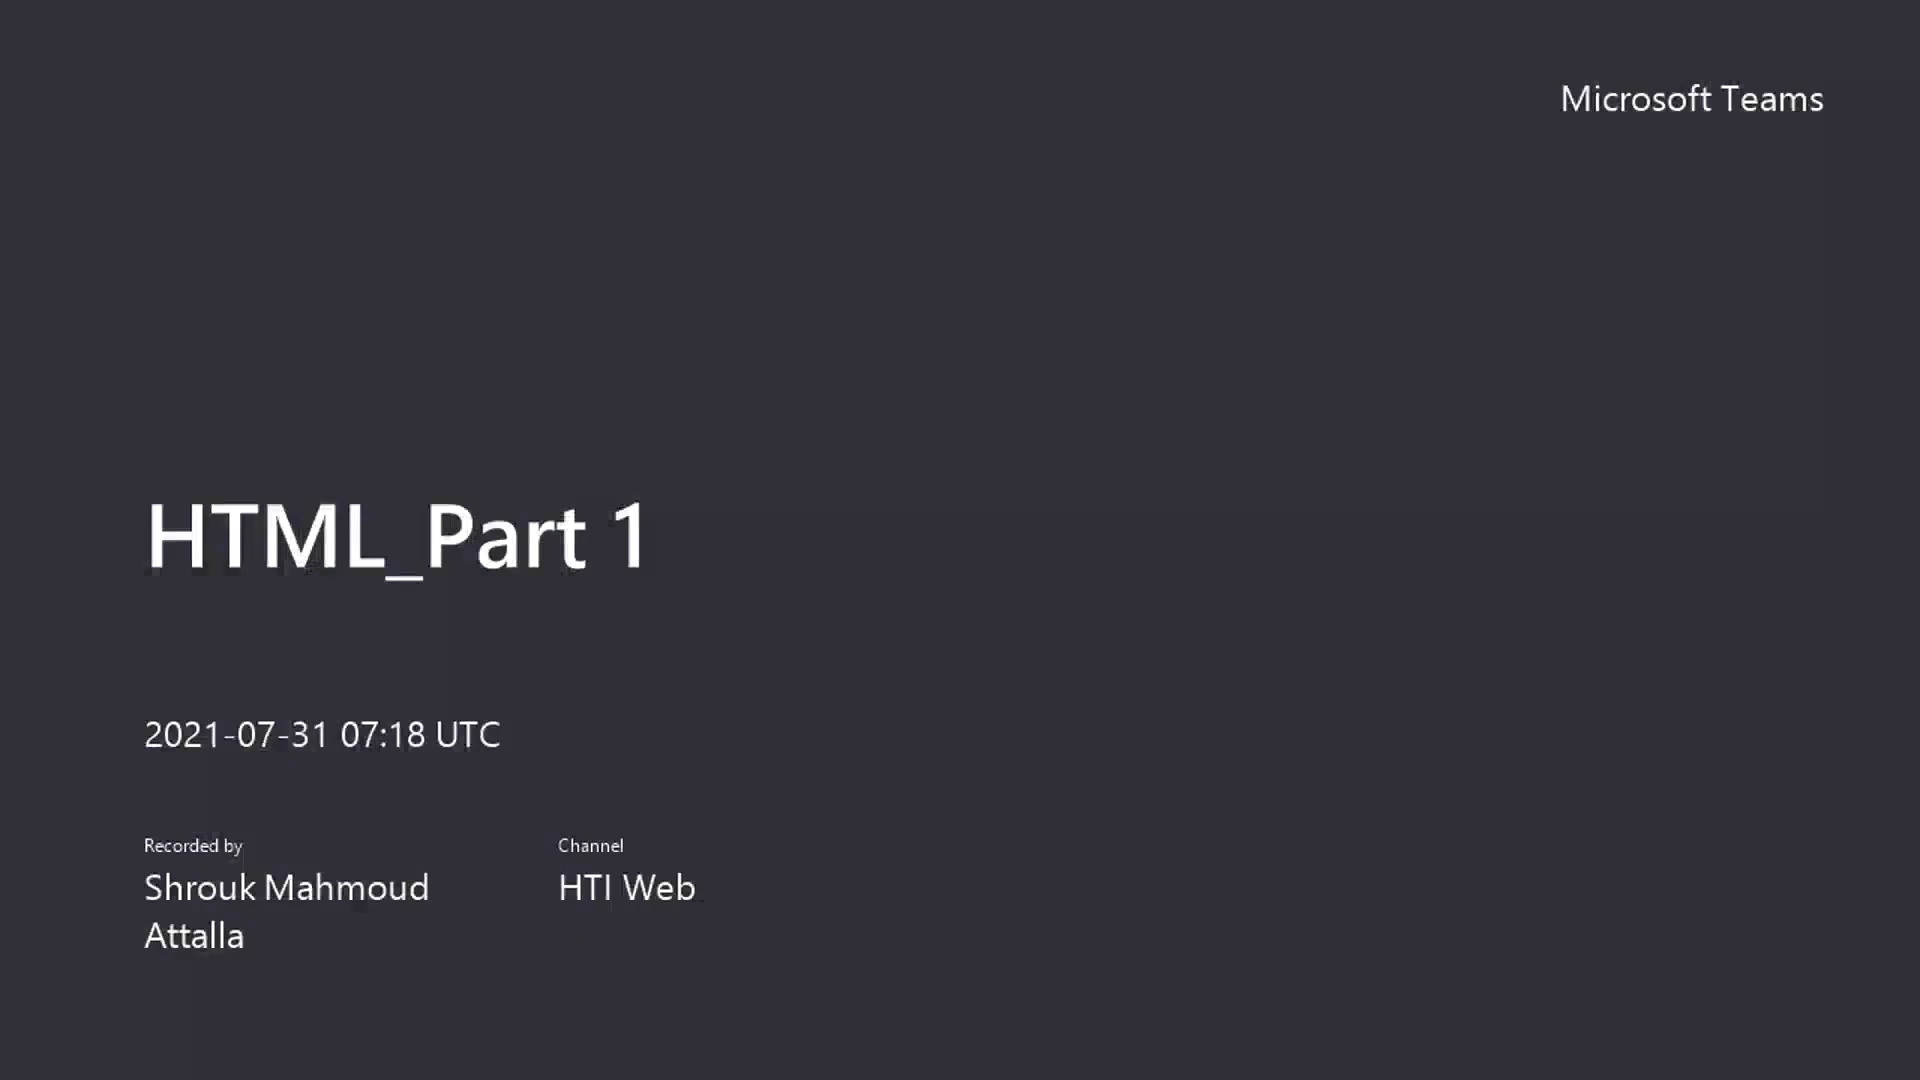 Microsoft Teams
HTML_Part 1
2021-07-31 07:18 UTC
Recorded by
Shrouk Mahmoud
Attalla
Channel
HTI Web